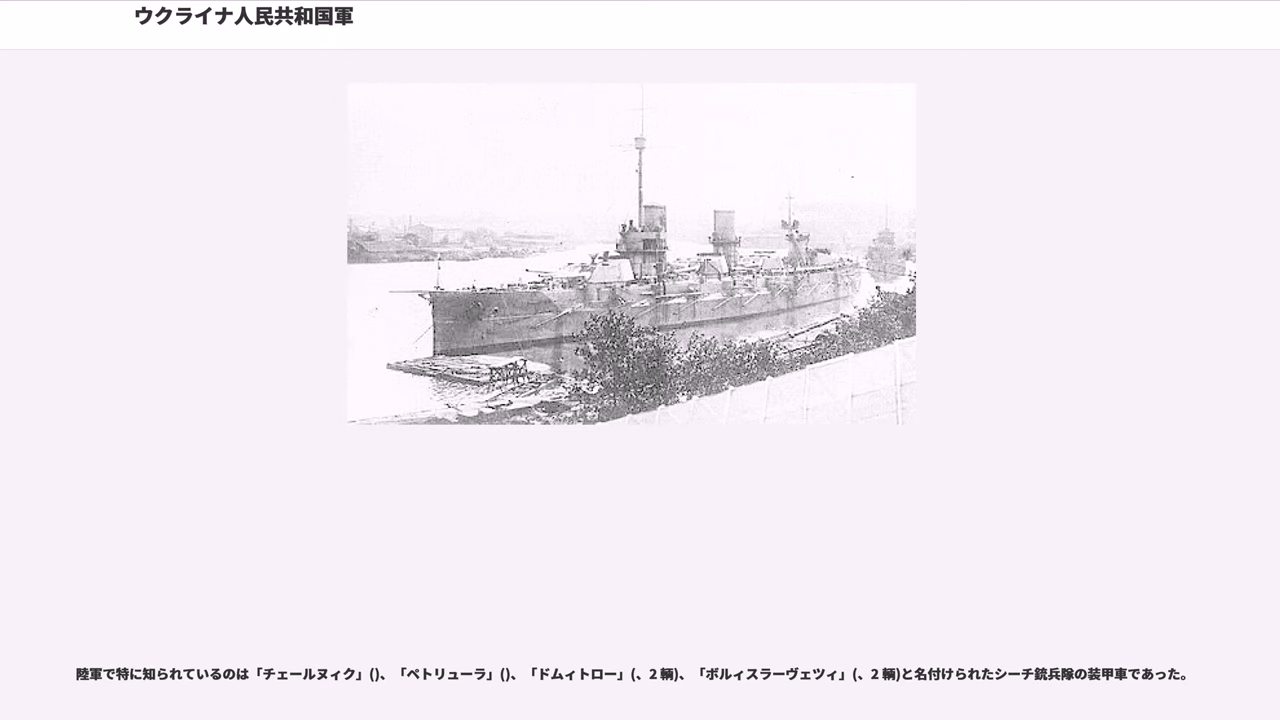 ウクライナ人民共和国軍
陸軍で特に知られているのは「チェールヌィク」()、「ペトリューラ」()、「ドムィトロー」(、2 輌)、「ボルィスラーヴェツィ」(、2 輌)と名付けられたシーチ銃兵隊の装甲車であった。